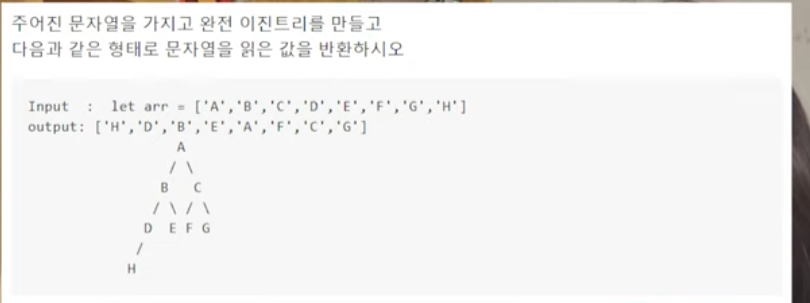 주어진 문자열을 가지고 완전 이진트리를 만들고
다음과 같은 형태로 문자열을 읽은 값을 반환하시오
Input : let arr = ['A','B','C','D','E','F','G','H']
output: ['H','D','B','E','A','F','C','G']
A
/ \
B C
/ \ / \
D E F G
/
H